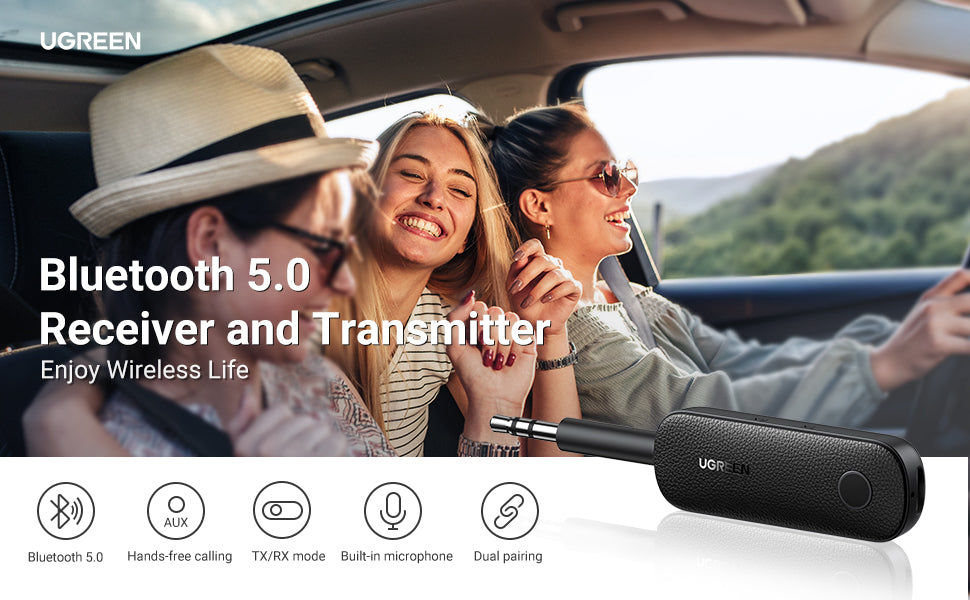 UGREEN
Bluetooth 5.0
Receiver and Transmitter
Enjoy Wireless Life
UGREEN
AUX
Bluetooth 5.0
Hands-free calling
TX/RX mode
Built-in microphone
Dual pairing